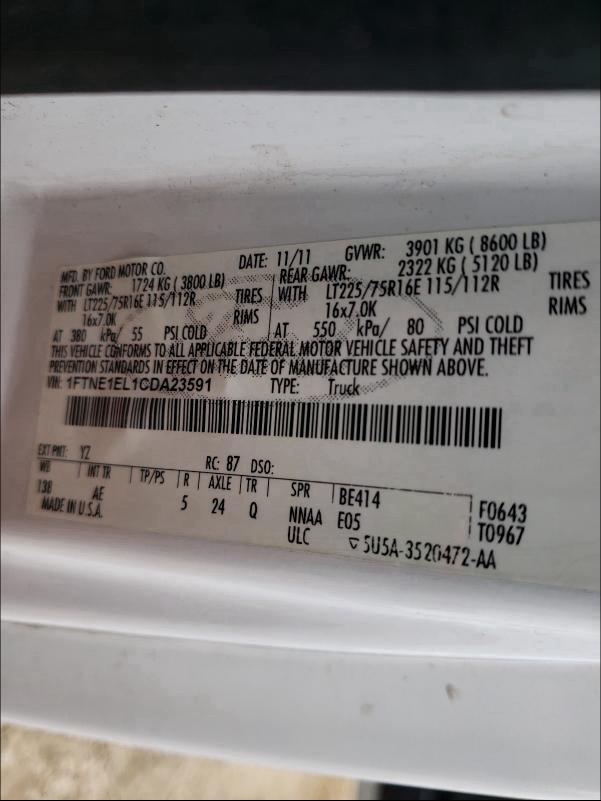 MFD. BY FORD MOTOR CO. DATE: 11/11 GVWR: 3901 KG ( 8600 LB)
FRONT GAWR: 1724 KG ( 3800 LB) REAR GAWR: 2322 KG ( 5120 LB)
WITH LT225/75R16E 115/112R TIRES WITH LT225/75R16E 115/112R TIRES
16x7.0K RIMS 16x7.0K RIMS
AT 380 kPa/ 55 PSI COLD AT 550 kPa/ 80 PSI COLD
THIS VEHICLE CONFORMS TO ALL APPLICABLE FEDERAL MOTOR VEHICLE SAFETY AND THEFT
PREVENTION STANDARDS IN EFFECT ON THE DATE OF MANUFACTURE SHOWN ABOVE.
VIN: 1FTNE1EL1CDA23591 TYPE: Truck
EXT PNT: YZ RC: 87 DSO:
WB INT TR TP/PS R AXLE TR SPR BE414 F0643
138 AE 5 24 Q NNAA E05 T0967
MADE IN U.S.A. ULC 5U5A-3520472-AA